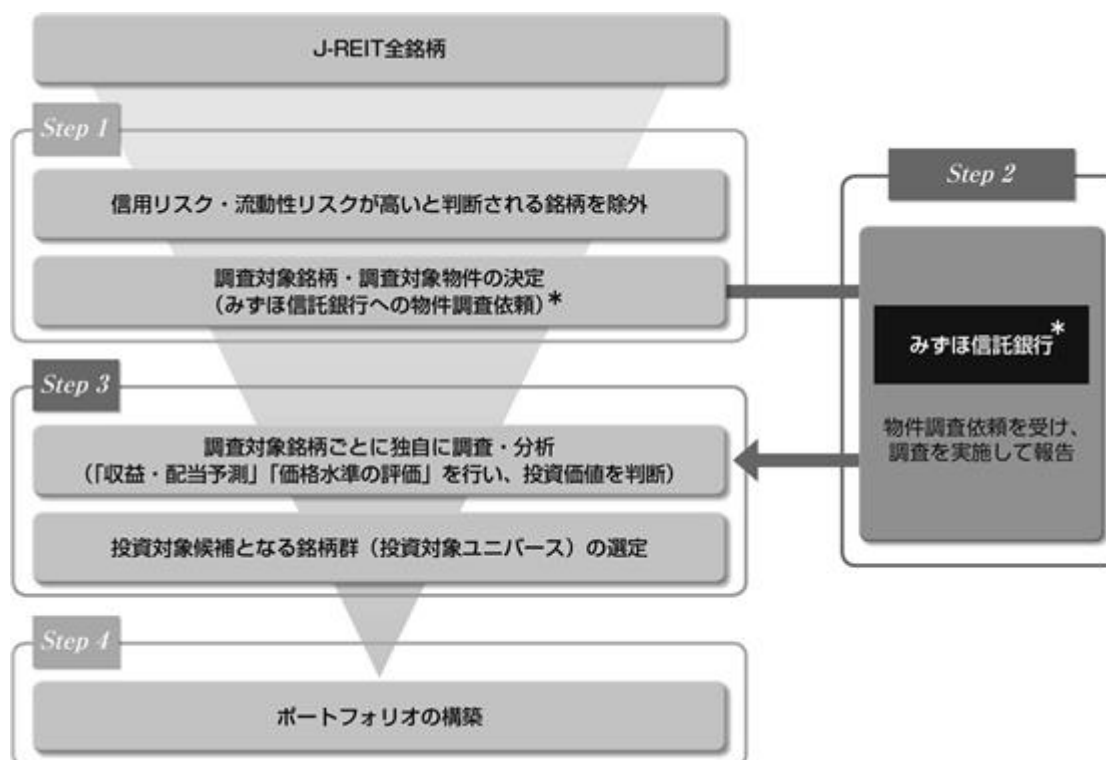 J-REIT全銘柄
Step 1
信用リスク・流動性リスクが高いと判断される銘柄を除外
調査対象銘柄・調査対象物件の決定
（みずほ信託銀行への物件調査依頼）*
Step 2
みずほ信託銀行*
物件調査依頼を受け、
調査を実施して報告
Step 3
調査対象銘柄ごとに独自に調査・分析
（「収益・配当予測」「価格水準の評価」を行い、投資価値を判断）
投資対象候補となる銘柄群（投資対象ユニバース）の選定
Step 4
ポートフォリオの構築